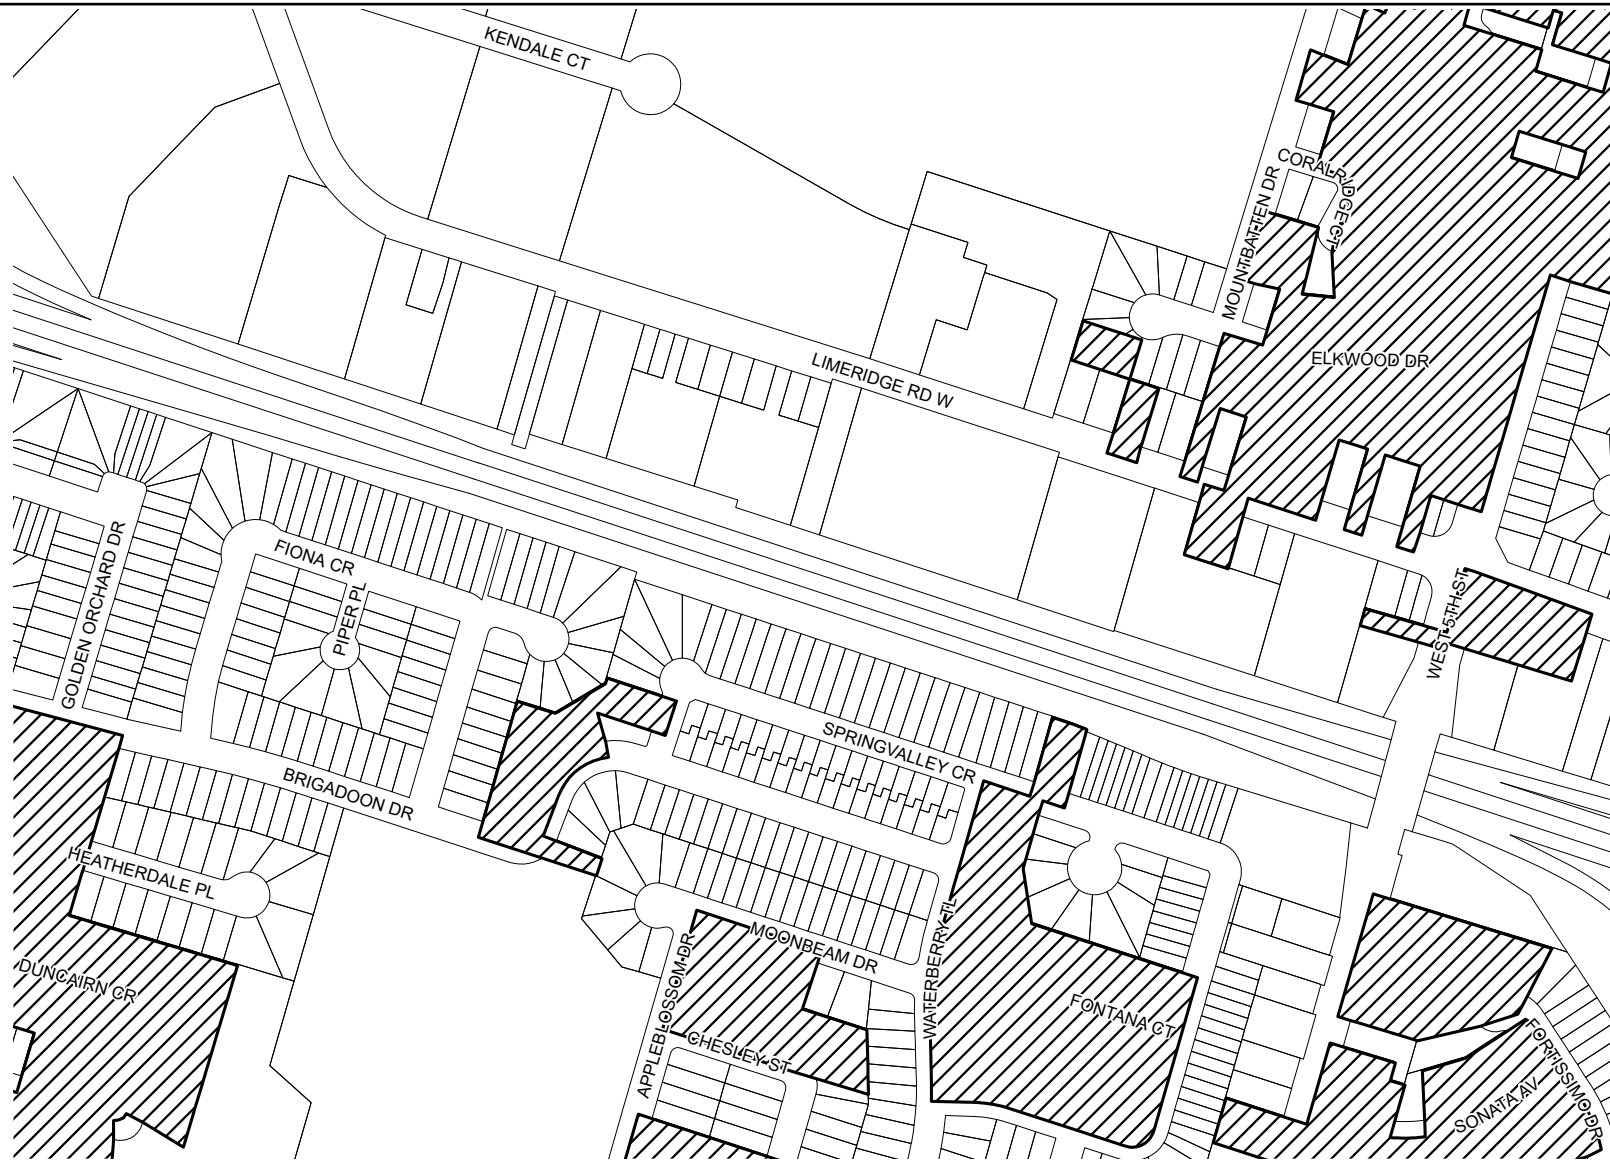 KENDALE CT
CORALRIDGE CT
MOUNTBATTEN DR
ELKWOOD DR
LIMERIDGE RD W
GOLDEN ORCHARD DR
FIONA CR
PIPER PL
WEST 5TH ST
SPRINGVALLEY CR
BRIGADOON DR
HEATHERDALE PL
MOONBEAM DR
WATERBERRY TL
DUNCAIRN CR
APPLEBLOSSOM DR
FONTANA CT
CHESLEY ST
FORTISSIMO DR
SONATA AV